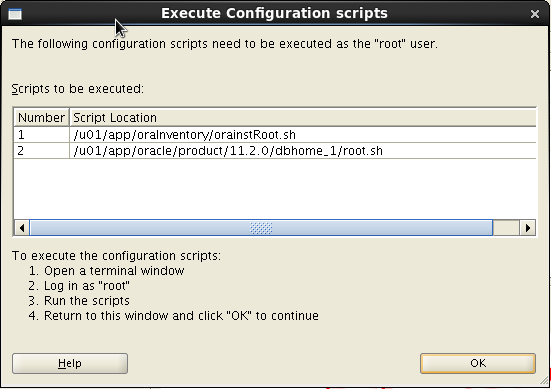 Execute Configuration scripts
The following configuration scripts need to be executed as the "root" user.
Scripts to be executed:
Number Script Location
1 /u01/app/oraInventory/orainstRoot.sh
2 /u01/app/oracle/product/11.2.0/dbhome_1/root.sh
To execute the configuration scripts:
1. Open a terminal window
2. Log in as "root"
3. Run the scripts
4. Return to this window and click "OK" to continue
Help OK